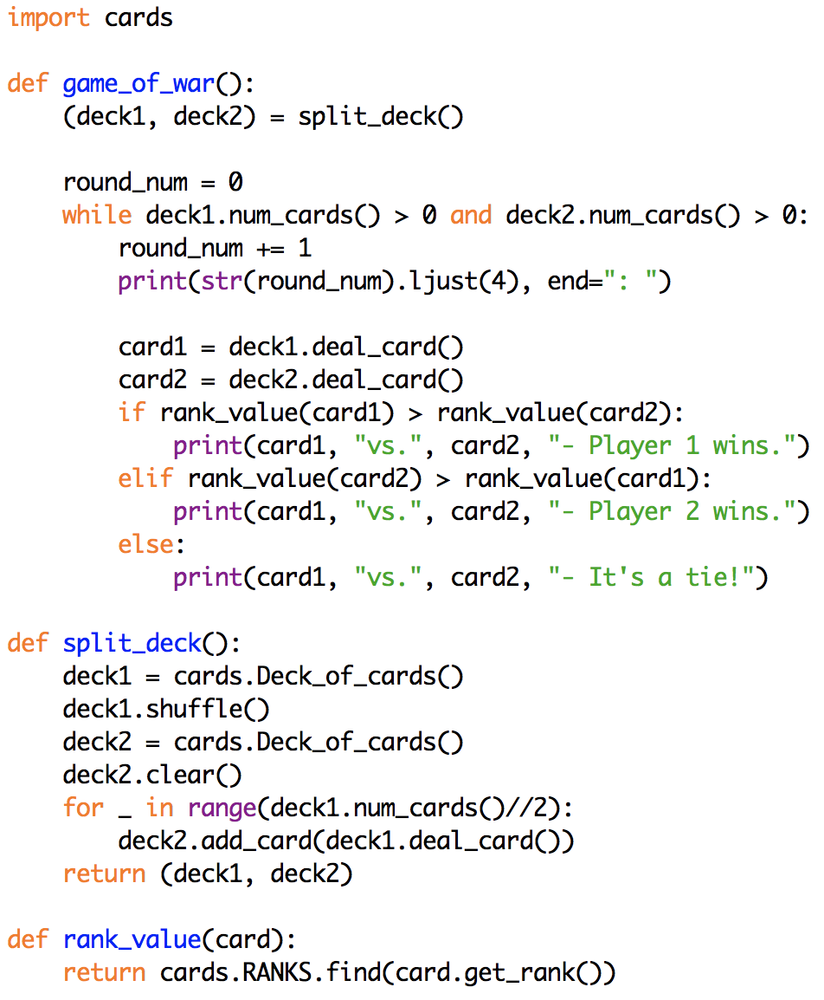 import cards

def game_of_war():
    (deck1, deck2) = split_deck()

    round_num = 0
    while deck1.num_cards() > 0 and deck2.num_cards() > 0:
        round_num += 1
        print(str(round_num).ljust(4), end=": ")

        card1 = deck1.deal_card()
        card2 = deck2.deal_card()
        if rank_value(card1) > rank_value(card2):
            print(card1, "vs.", card2, "- Player 1 wins.")
        elif rank_value(card2) > rank_value(card1):
            print(card1, "vs.", card2, "- Player 2 wins.")
        else:
            print(card1, "vs.", card2, "- It's a tie!")

def split_deck():
    deck1 = cards.Deck_of_cards()
    deck1.shuffle()
    deck2 = cards.Deck_of_cards()
    deck2.clear()
    for _ in range(deck1.num_cards()//2):
        deck2.add_card(deck1.deal_card())
    return (deck1, deck2)

def rank_value(card):
    return cards.RANKS.find(card.get_rank())